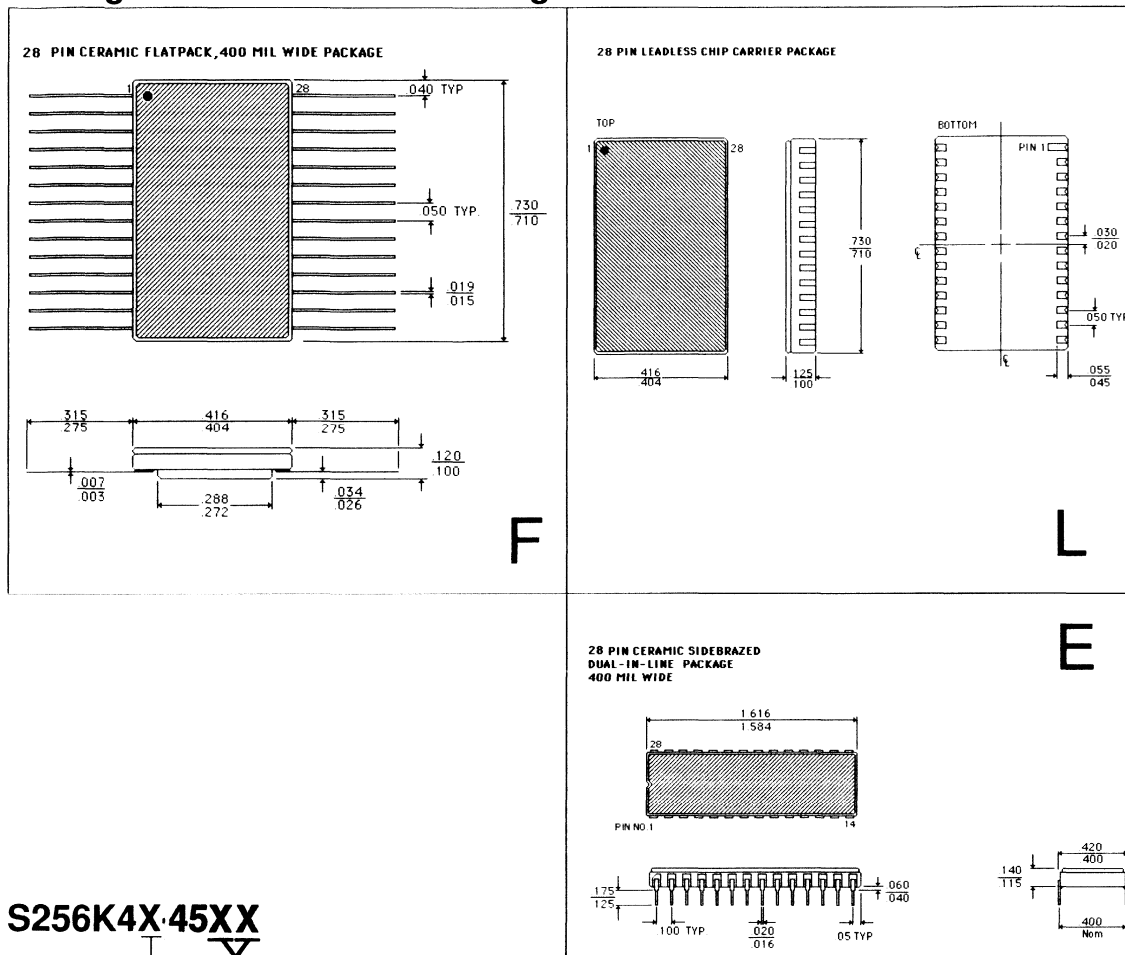 28 PIN CERAMIC FLATPACK, 400 MIL WIDE PACKAGE
1
28
.040 TYP
.050 TYP.
.730
.710
.019
.015
.315
.275
.416
.404
.315
.275
.120
.100
.007
.003
.288
.272
.034
.026
F
28 PIN LEADLESS CHIP CARRIER PACKAGE
TOP
1
28
730
710
416
404
125
100
BOTTOM
PIN 1
.030
.020
050 TYP
055
045
L
28 PIN CERAMIC SIDEBRAZED
DUAL-IN-LINE PACKAGE
400 MIL WIDE
E
1 616
1.584
28
PIN NO.1
14
.175
.125
.100 TYP.
.020
.016
.060
.040
05 TYP
.140
.115
420
400
400
Nom
S256K4X·45XX